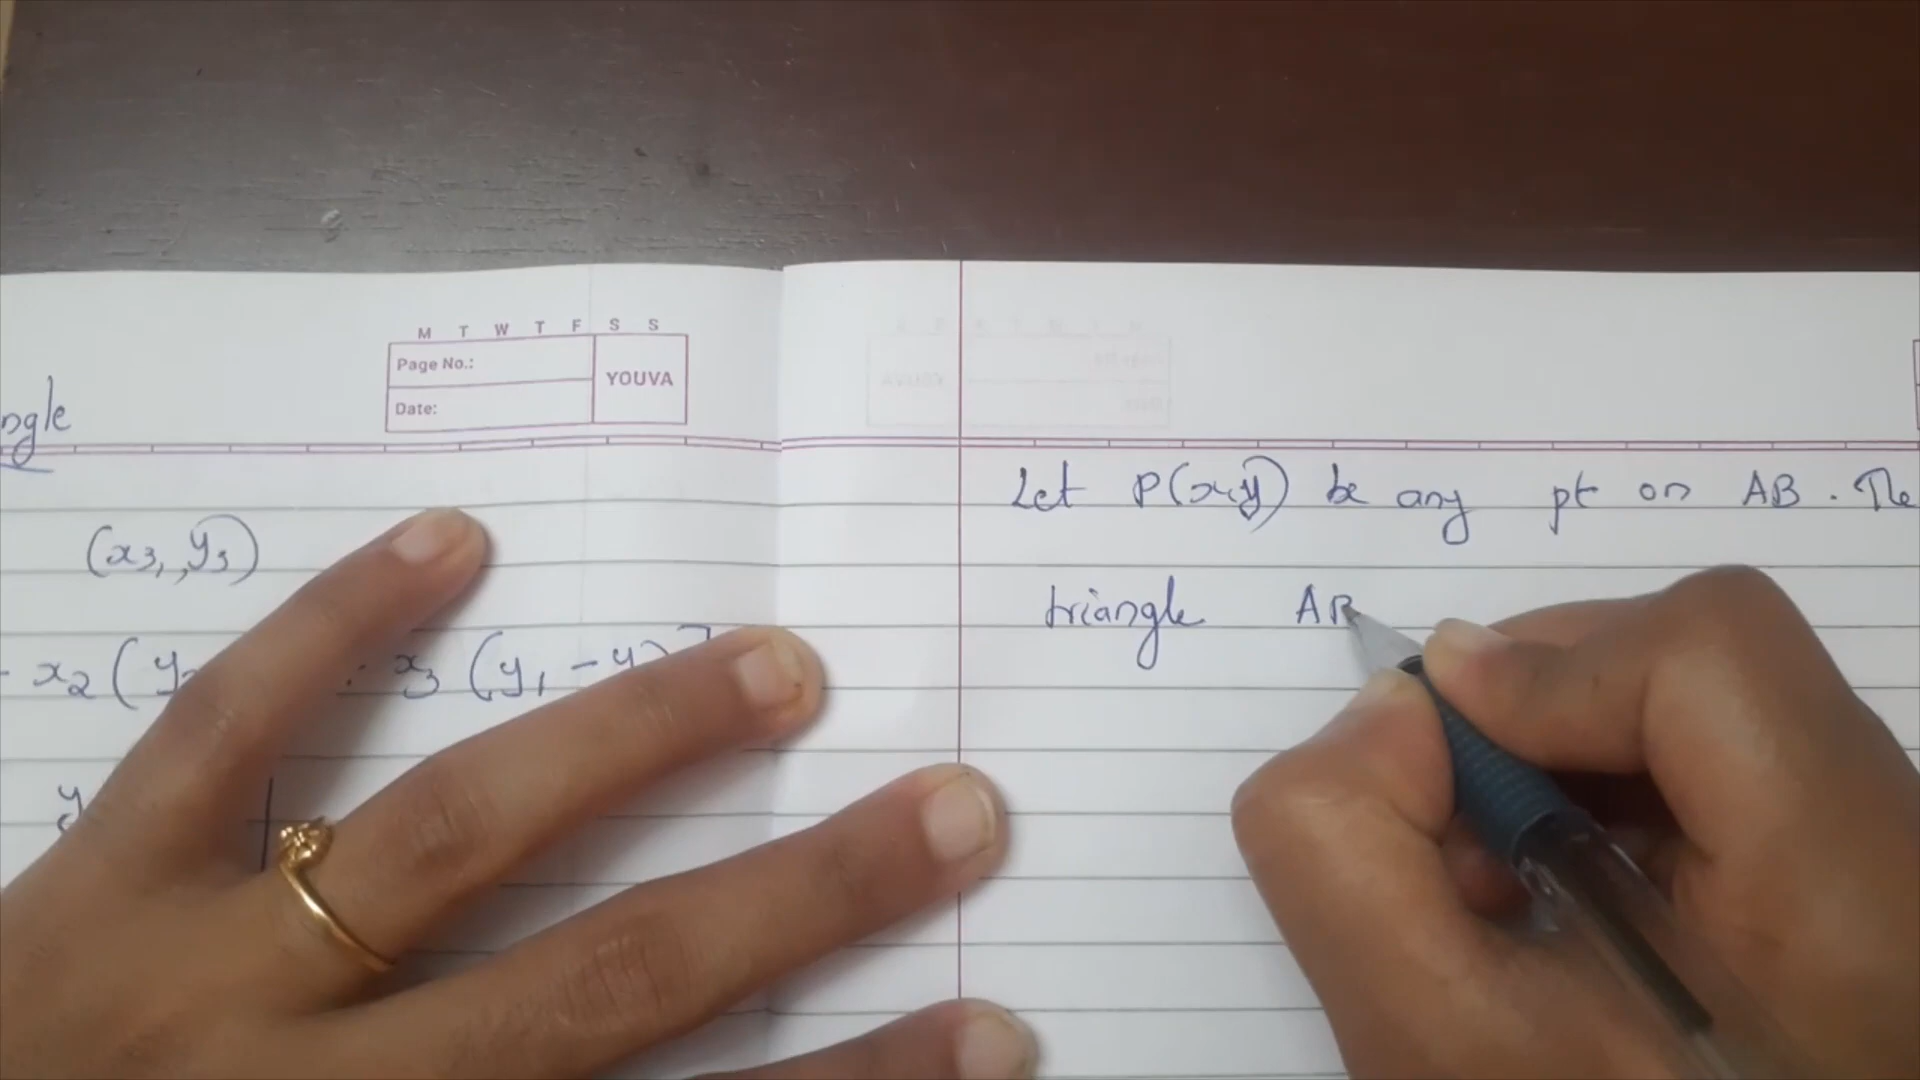 M T W T F S S
Page No.:
YOUVA
Date:
ngle
(x₃, y₃)
x₂ (y x₃ (y₁ - y
y
Let P(x,y) be any pt on AB. The
triangle AB